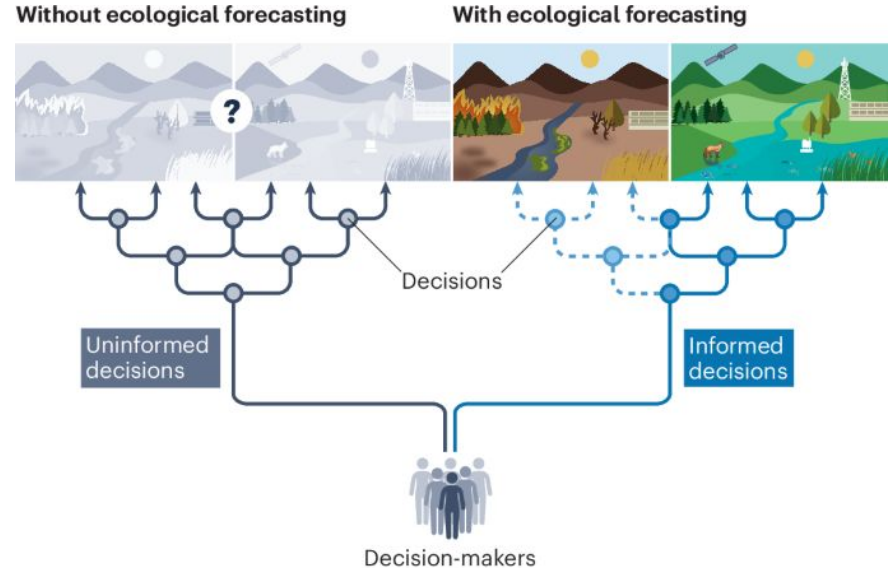 Without ecological forecasting
With ecological forecasting
?
Decisions
Uninformed
decisions
Informed
decisions
Decision-makers